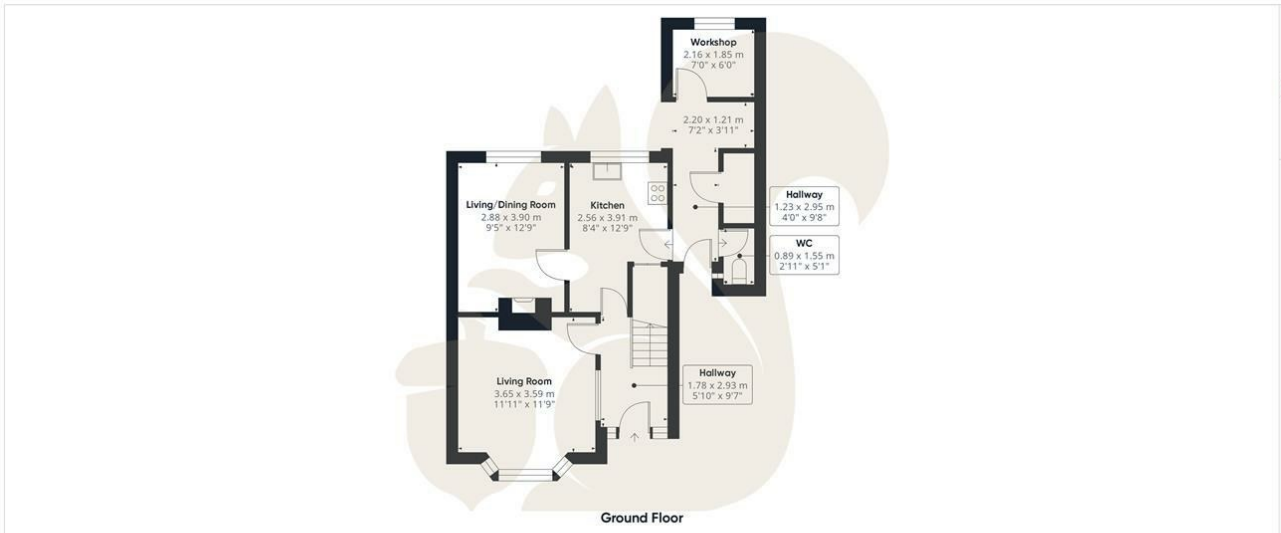 Workshop
2.16 x 1.85 m
7'0" x 6'0"
2.20 x 1.21 m
7'2" x 3'11"
Living/Dining Room
2.88 x 3.90 m
9'5" x 12'9"
Kitchen
2.56 x 3.91 m
8'4" x 12'9"
Hallway
1.23 x 2.95 m
4'0" x 9'8"
WC
0.89 x 1.55 m
2'11" x 5'1"
Living Room
3.65 x 3.59 m
11'11" x 11'9"
Hallway
1.78 x 2.93 m
5'10" x 9'7"
Ground Floor